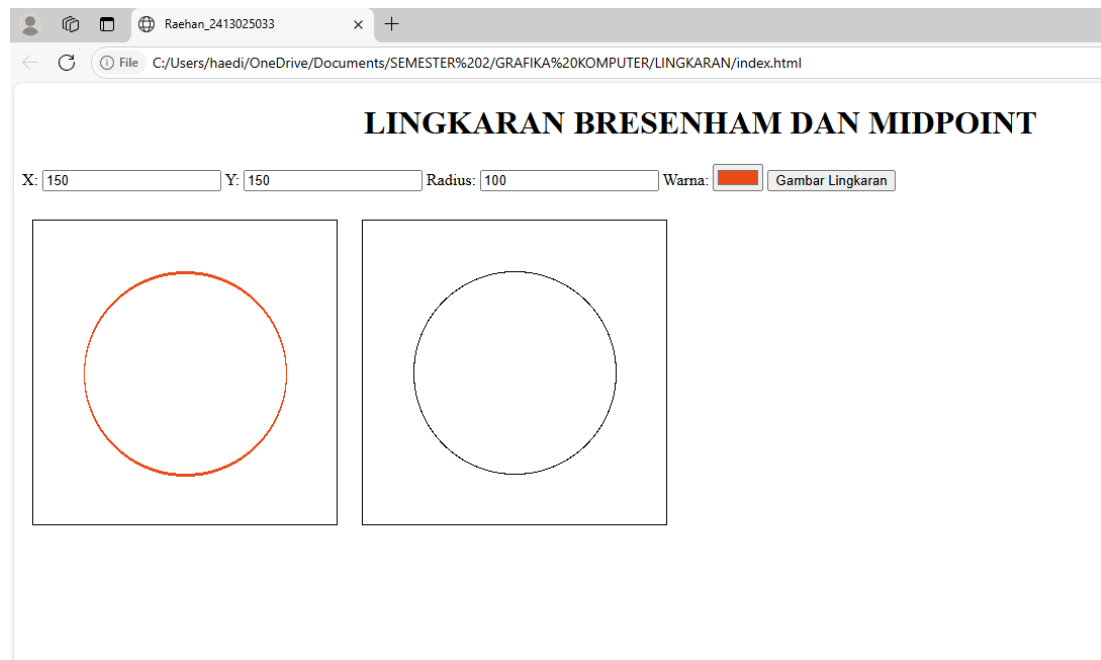 Raehan_2413025033
File C:/Users/haedi/OneDrive/Documents/SEMESTER%202/GRAFIKA%20KOMPUTER/LINGKARAN/index.html
LINGKARAN BRESENHAM DAN MIDPOINT
X: 150 Y: 150 Radius: 100 Warna: Gambar Lingkaran